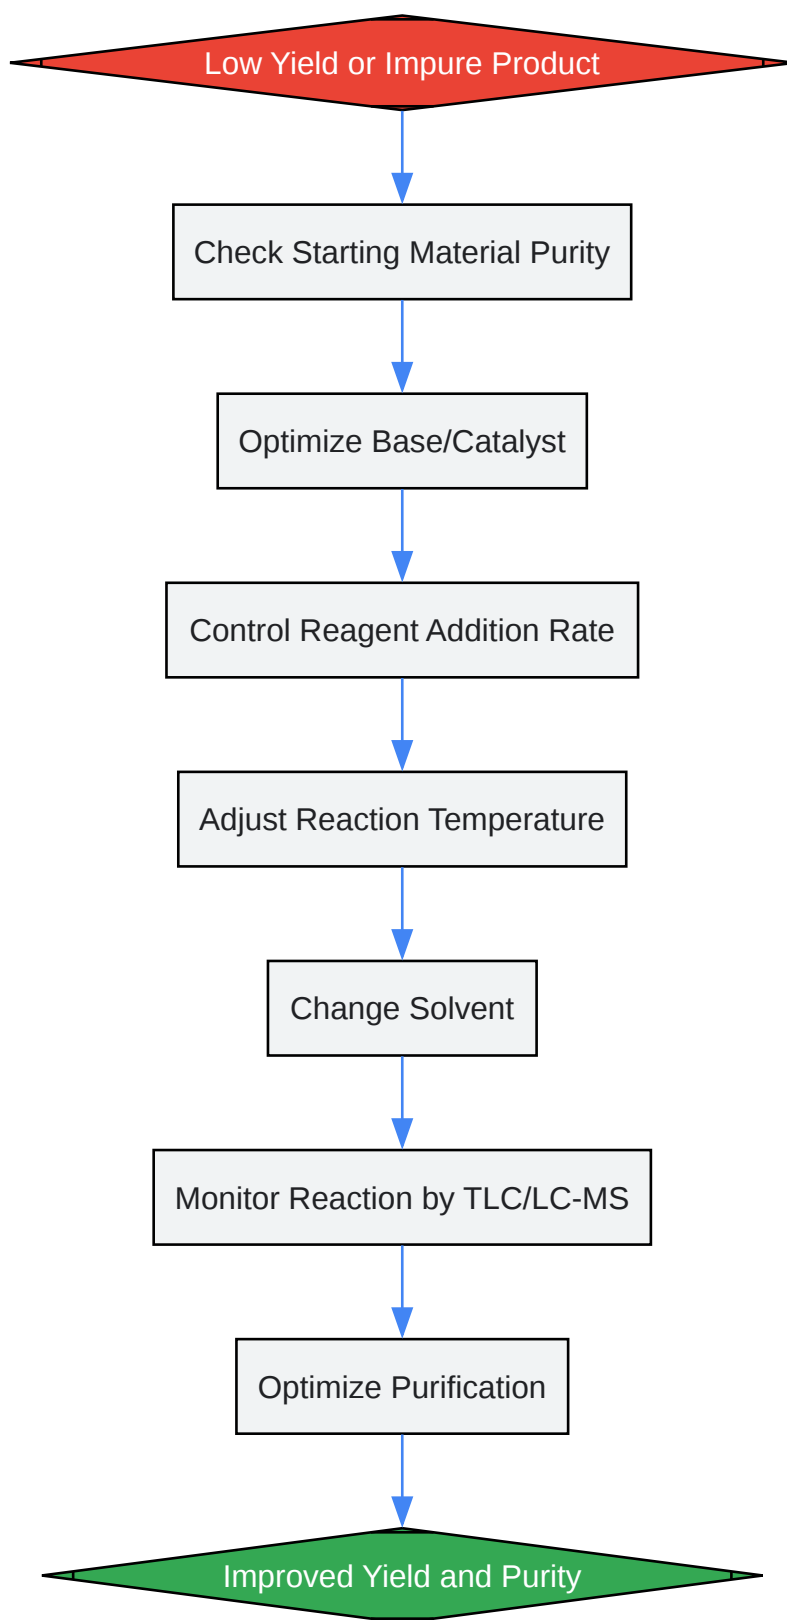 Low Yield or Impure Product
Check Starting Material Purity
Optimize Base/Catalyst
Control Reagent Addition Rate
Adjust Reaction Temperature
Change Solvent
Monitor Reaction by TLC/LC-MS
Optimize Purification
Improved Yield and Purity